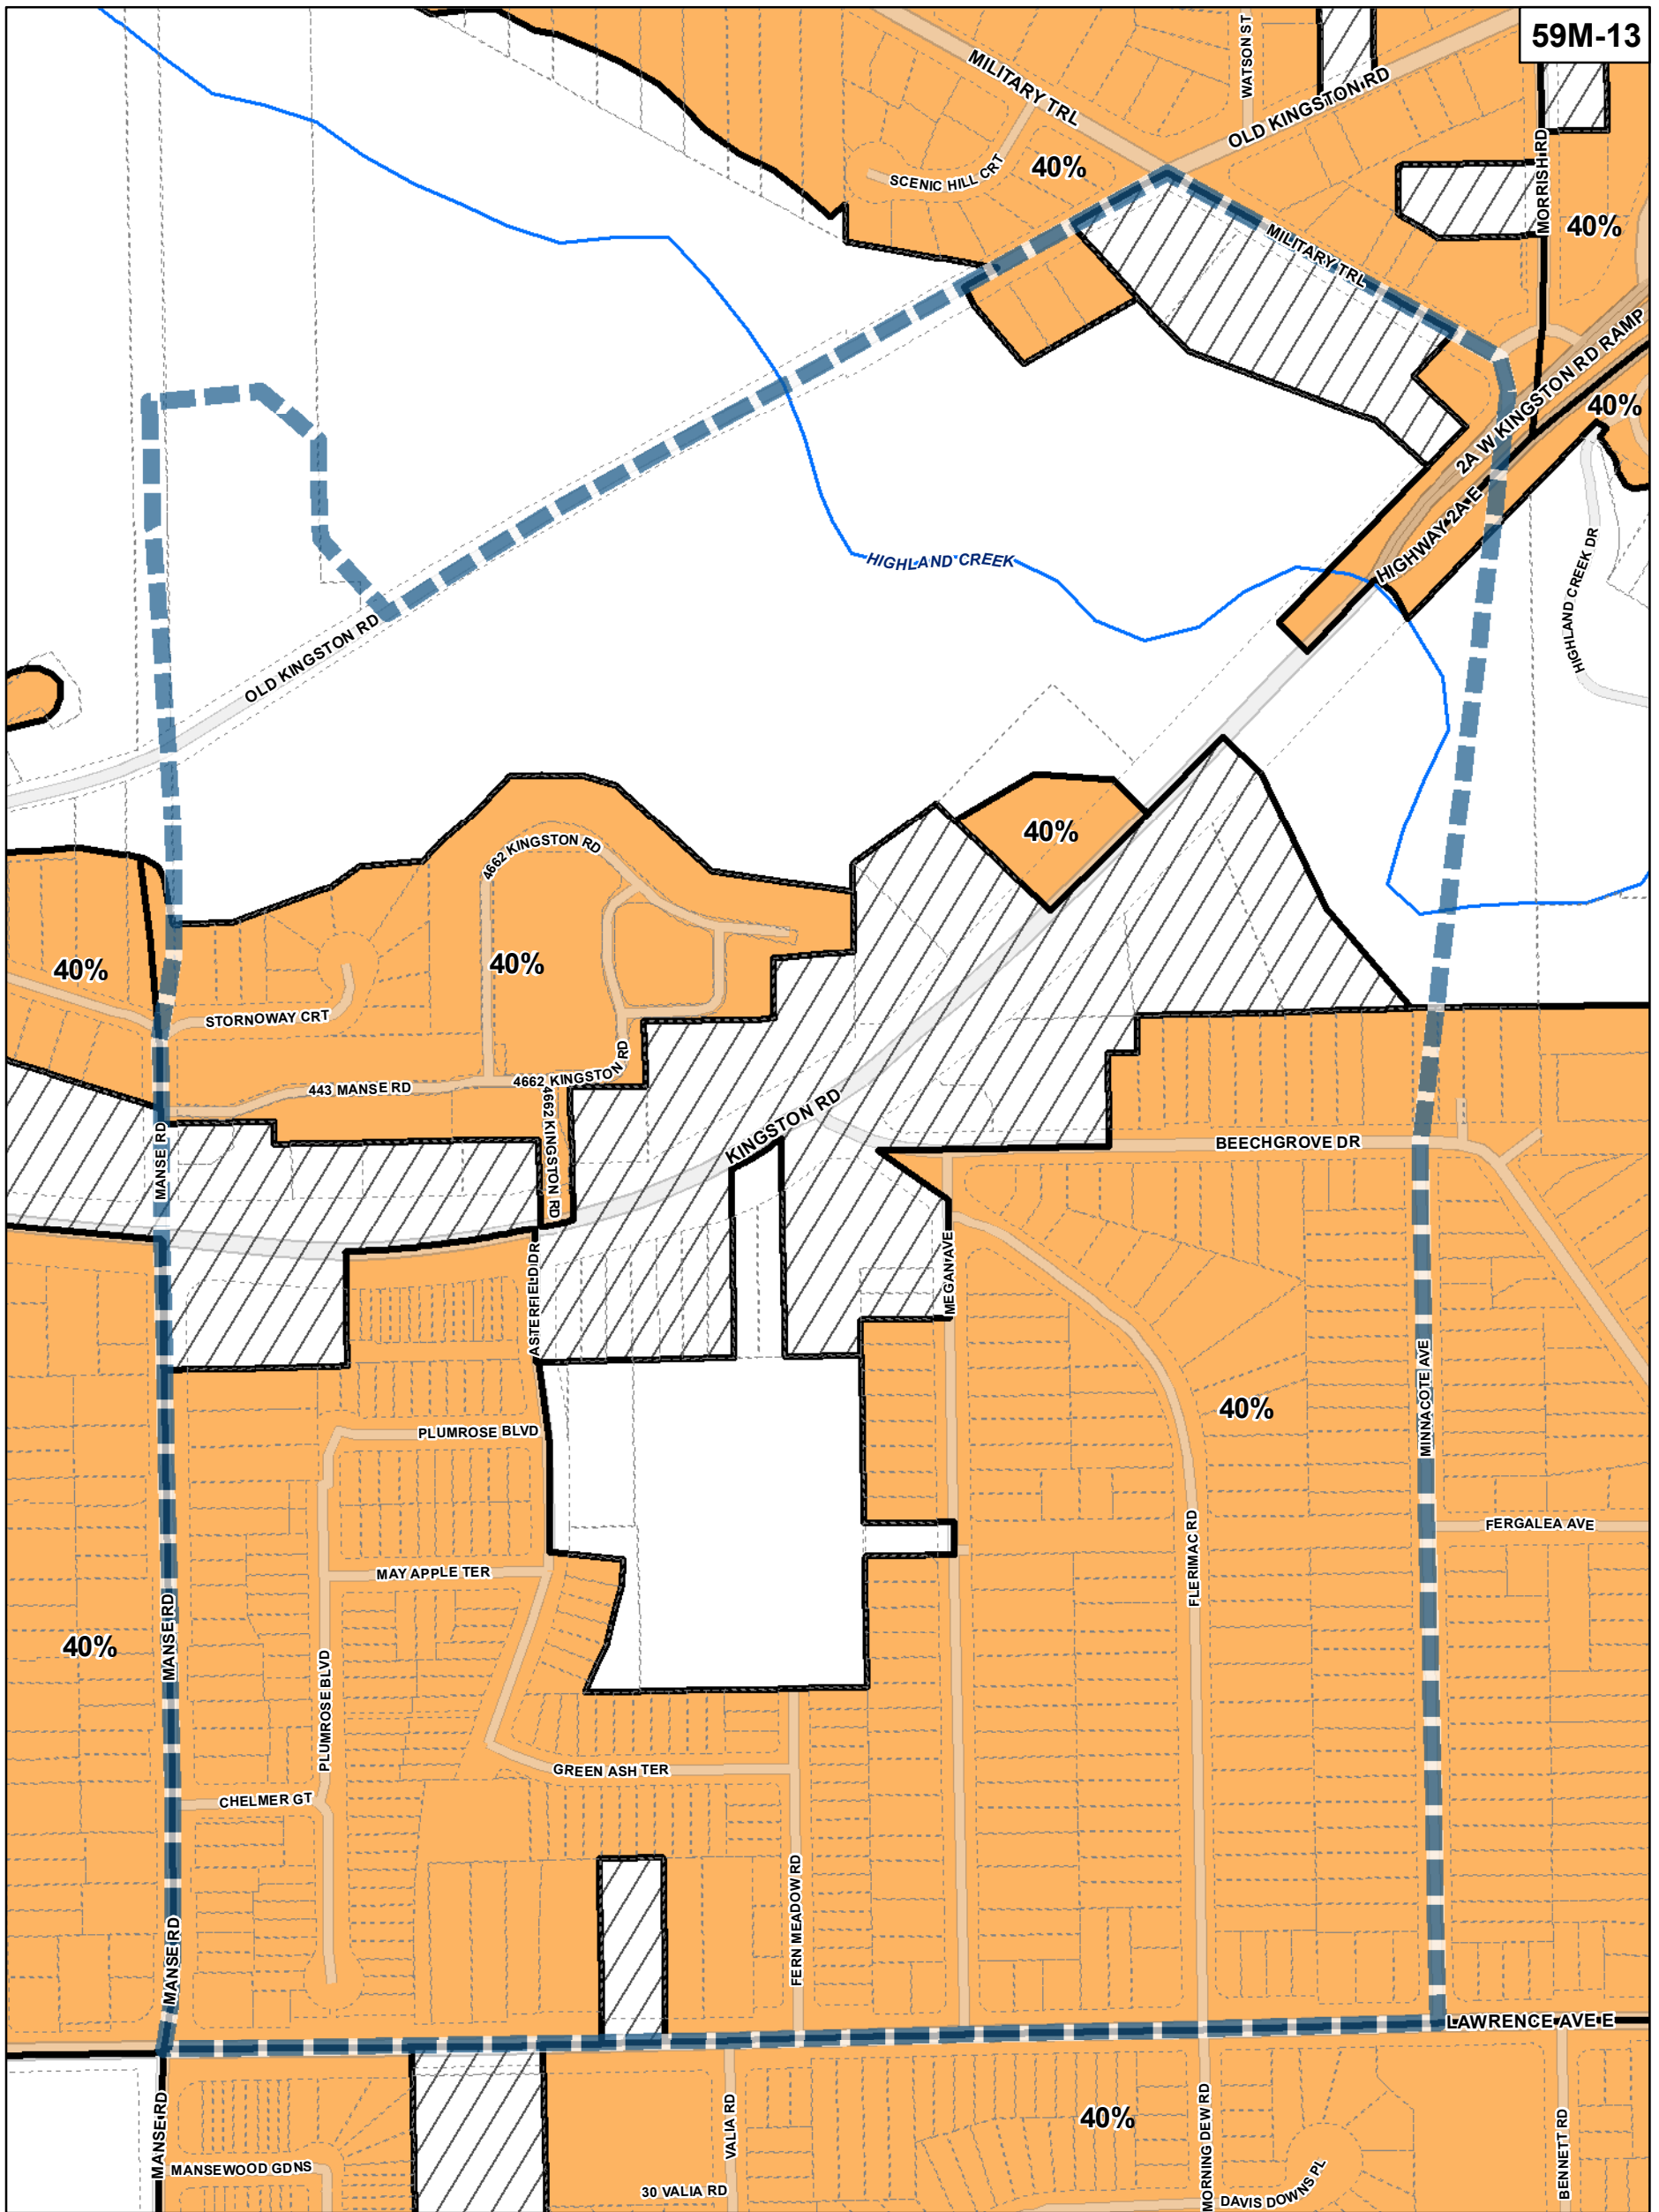 59M-13
WATSON ST
MILITARY TRL
OLD KINGSTON RD
SCENIC HILL CRT
40%
MORRISH RD
40%
MILITARY TRL
2A W KINGSTON RD RAMP
40%
HIGHWAY 2A E
HIGHLAND CREEK
HIGHLAND CREEK DR
OLD KINGSTON RD
40%
4662 KINGSTON RD
40%
40%
STORNOWAY CRT
4662 KINGSTON RD
443 MANSE RD
4662 KINGSTON RD
KINGSTON RD
BEECHGROVE DR
MANSE RD
ASTERFIELD DR
MEGAN AVE
MINNACOTE AVE
40%
PLUMROSE BLVD
FERGALEA AVE
FLERIMAC RD
MAY APPLE TER
MANSE RD
40%
PLUMROSE BLVD
GREEN ASH TER
CHELMER GT
FERN MEADOW RD
MANSE RD
LAWRENCE AVE E
MANSE RD
VALIA RD
40%
MORNING DEW RD
BENNETT RD
MANSEWOOD GDNS
30 VALIA RD
DAVIS DOWNS PL